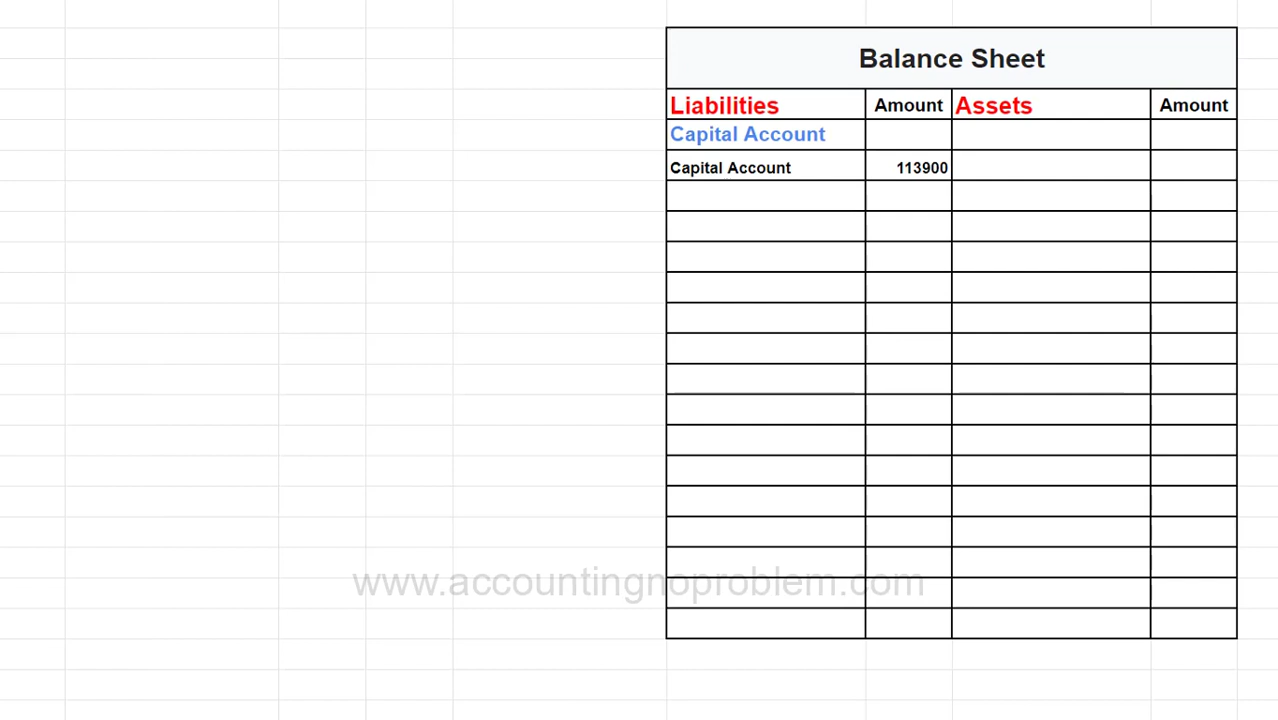 Balance Sheet
Liabilities Amount Assets Amount
Capital Account
Capital Account 113900
www.accountingnoproblem.com